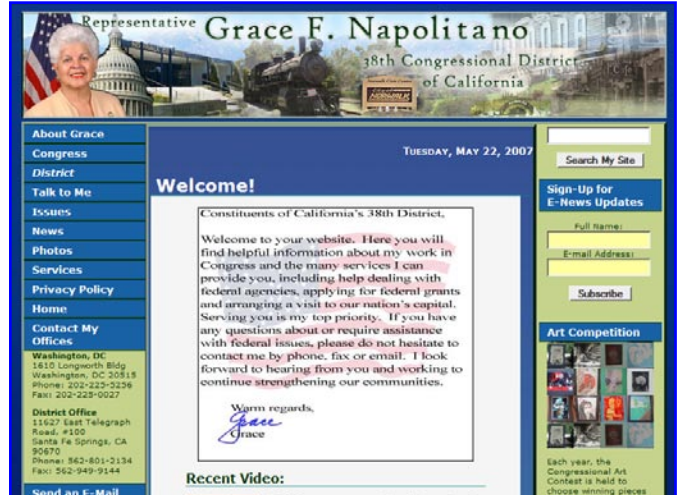 Representative Grace F. Napolitano
38th Congressional District
of California
NORWALK
About Grace
Congress
District
Talk to Me
Issues
News
Photos
Services
Privacy Policy
Home
Contact My
Offices
Washington, DC
1610 Longworth Bldg
Washington, DC 20515
Phone: 202-225-5256
Fax: 202-225-0027
District Office
11627 East Telegraph
Road, #100
Santa Fe Springs, CA
90670
Phone: 562-801-2134
Fax: 562-949-9144
Send an E-Mail
Tuesday, May 22, 2007
Welcome!
Constituents of California's 38th District,
Welcome to your website. Here you will
find helpful information about my work in
Congress and the many services I can
provide you, including help dealing with
federal agencies, applying for federal grants
and arranging a visit to our nation's capital.
Serving you is my top priority. If you have
any questions about or require assistance
with federal issues, please do not hesitate to
contact me by phone, fax or email. I look
forward to hearing from you and working to
continue strengthening our communities.
Warm regards,
Grace
Grace
Recent Video:
Search My Site
Sign-Up for
E-News Updates
Full Name:
E-mail Address:
Subscribe
Art Competition
Each year, the
Congressional Art
Contest is held to
choose winning pieces